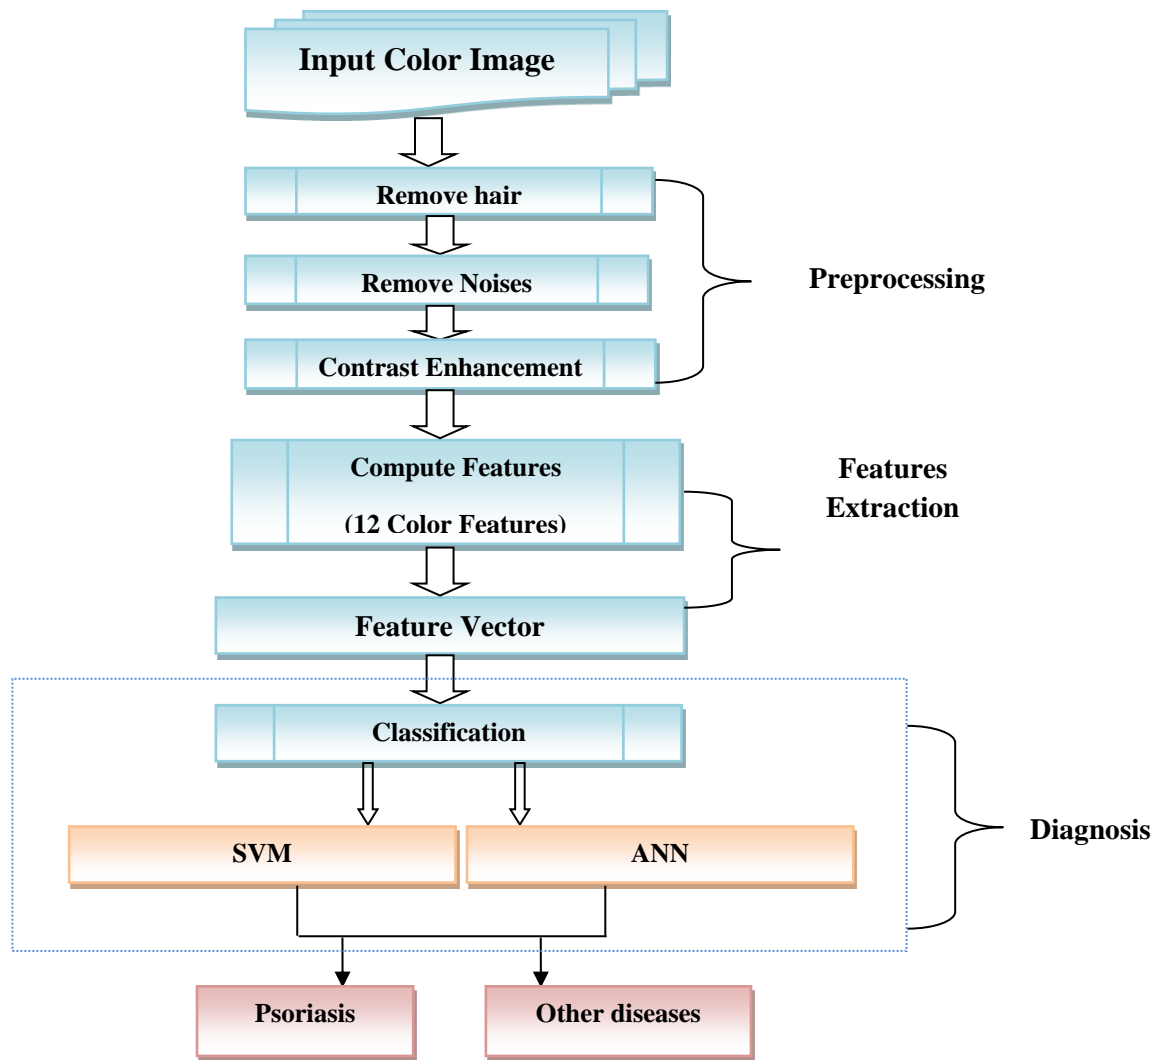 Input Color Image
Remove hair
Remove Noises
Preprocessing
Contrast Enhancement
Compute Features
(12 Color Features)
Features
Extraction
Feature Vector
Classification
SVM
ANN
Diagnosis
Psoriasis
Other diseases